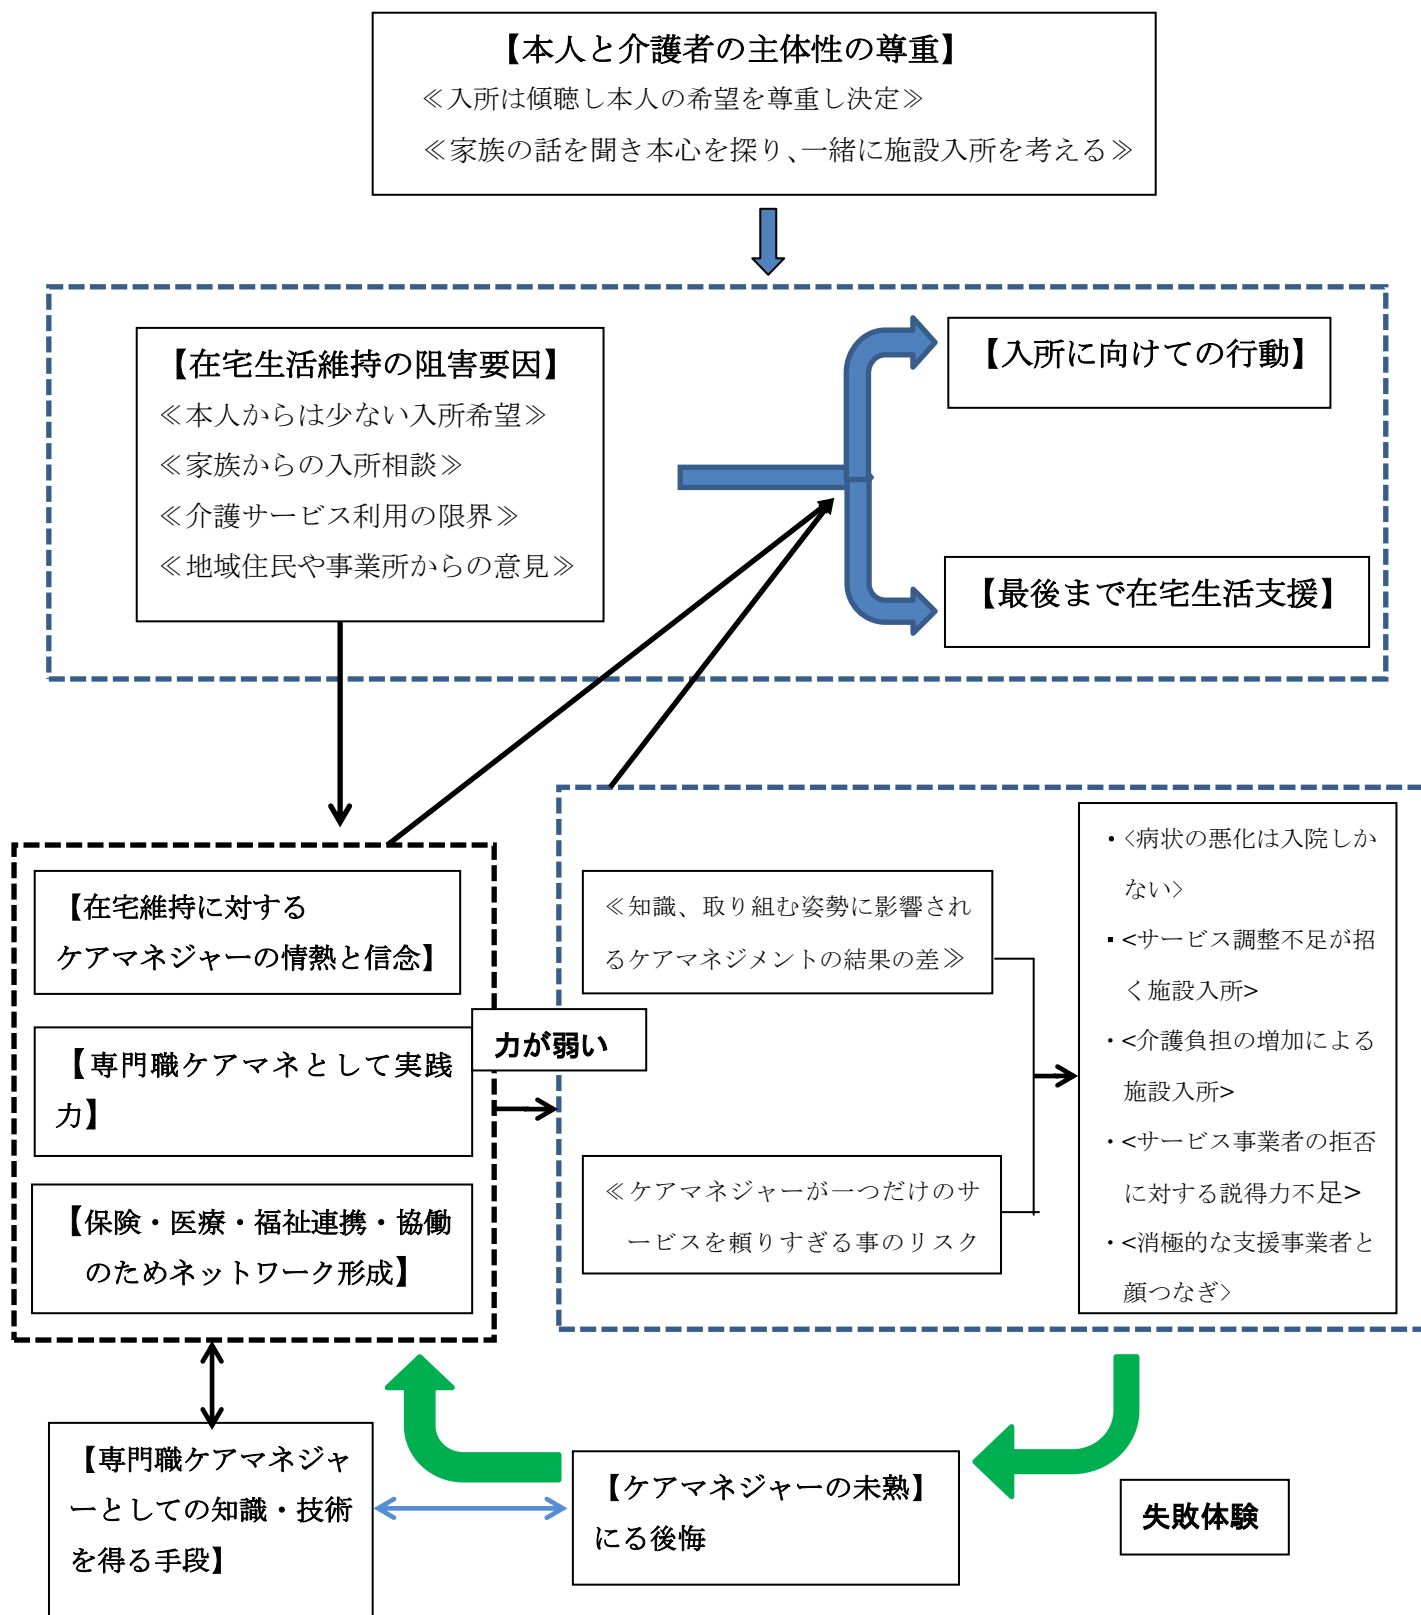 【本人と介護者の主体性の尊重】
≪入所は傾聴し本人の希望を尊重し決定≫
≪家族の話を聞き本心を探り、一緒に施設入所を考える≫
【在宅生活維持の阻害要因】
≪本人からは少ない入所希望≫
≪家族からの入所相談≫
≪介護サービス利用の限界≫
≪地域住民や事業所からの意見≫
【入所に向けての行動】
【最後まで在宅生活支援】
【在宅維持に対する
ケアマネジャーの情熱と信念】
【専門職ケアマネとして実践
力】
【保険・医療・福祉連携・協働
のためネットワーク形成】
力が弱い
≪知識、取り組む姿勢に影響され
るケアマネジメントの結果の差≫
≪ケアマネジャーが一つだけのサ
ービスを頼りすぎる事のリスク
・〈病状の悪化は入院しか
ない〉
・<サービス調整不足が招
く施設入所>
・<介護負担の増加による
施設入所>
・<サービス事業者の拒否
に対する説得力不足>
・<消極的な支援事業者と
顔つなぎ〉
【専門職ケアマネジャ
ーとしての知識・技術
を得る手段】
【ケアマネジャーの未熟】
にる後悔
失敗体験